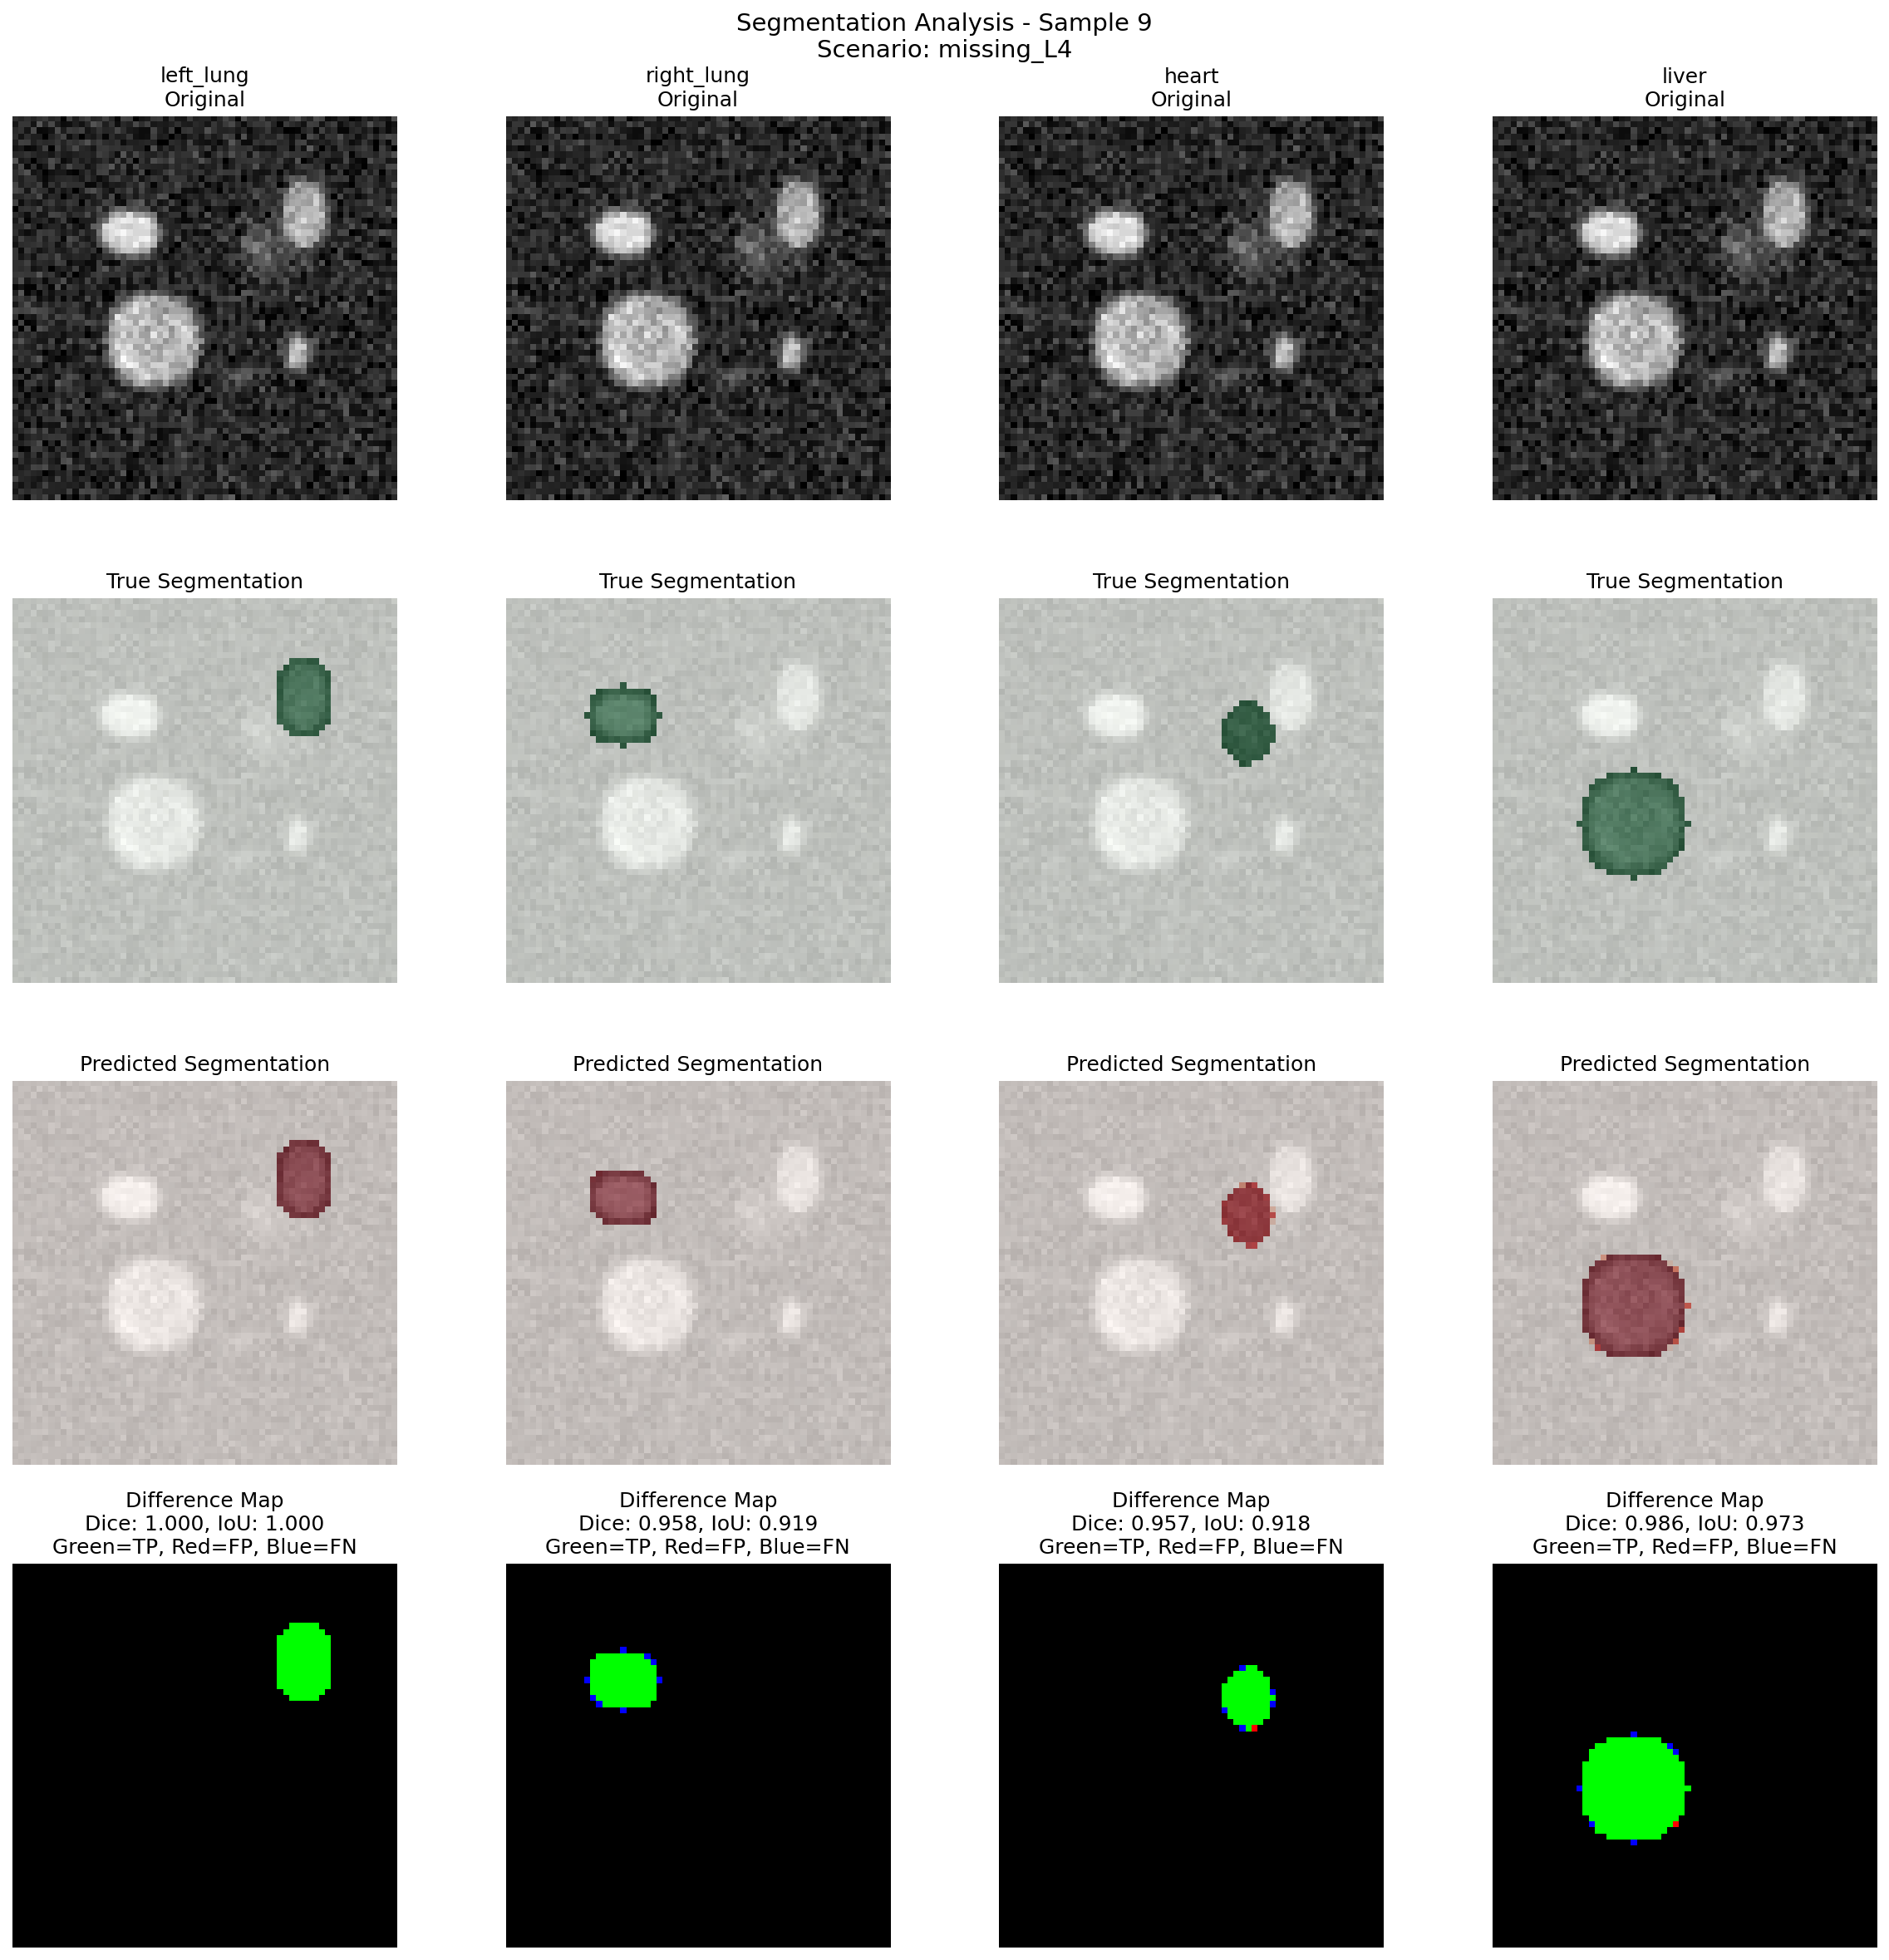 Segmentation Analysis - Sample 9
Scenario: missing_L4
left_lung
Original
right_lung
Original
heart
Original
liver
Original
True Segmentation
True Segmentation
True Segmentation
True Segmentation
Predicted Segmentation
Predicted Segmentation
Predicted Segmentation
Predicted Segmentation
Difference Map
Dice: 1.000, IoU: 1.000
Green=TP, Red=FP, Blue=FN
Difference Map
Dice: 0.958, IoU: 0.919
Green=TP, Red=FP, Blue=FN
Difference Map
Dice: 0.957, IoU: 0.918
Green=TP, Red=FP, Blue=FN
Difference Map
Dice: 0.986, IoU: 0.973
Green=TP, Red=FP, Blue=FN